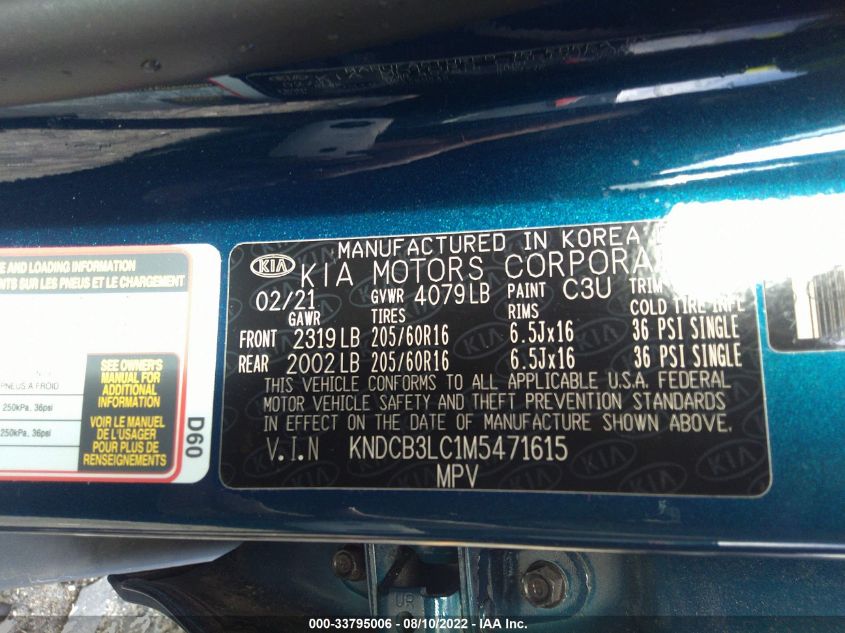 E AND LOADING INFORMATION
NTS SUR LES PNEUS ET LE CHARGEMENT
PNEUS A FROID
250kPa, 36psi
250kPa, 36psi
SEE OWNER'S
MANUAL FOR
ADDITIONAL
INFORMATION
VOIR LE MANUEL
DE L'USAGER
POUR PLUS DE
RENSEIGNEMENTS
D60
MANUFACTURED IN KOREA
KIA KIA MOTORS CORPORA
02/21 GVWR 4079LB PAINT C3U TRIM
GAWR TIRES RIMS COLD TIRE INFL
FRONT 2319LB 205/60R16 6.5Jx16 36 PSI SINGLE
REAR 2002LB 205/60R16 6.5Jx16 36 PSI SINGLE
THIS VEHICLE CONFORMS TO ALL APPLICABLE U.S.A. FEDERAL
MOTOR VEHICLE SAFETY AND THEFT PREVENTION STANDARDS
IN EFFECT ON THE DATE OF MANUFACTURE SHOWN ABOVE.
V.I.N KNDCB3LC1M5471615
MPV
UR
000-33795006 - 08/10/2022 - IAA Inc.